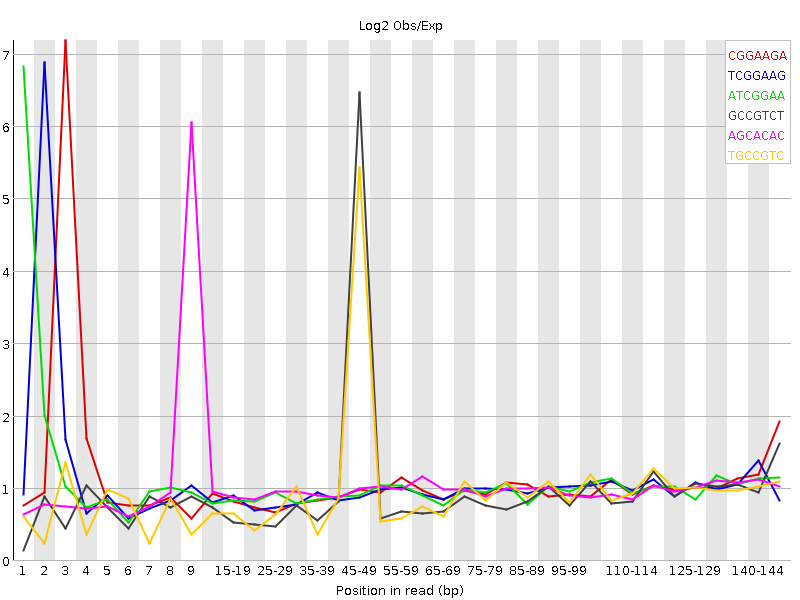 Log2 Obs/Exp
7
6
5
4
3
2
1
0
CGGAAGA
TCGGAAG
ATCGGAA
GCCGTCT
AGCACAC
TGCCGTC
1 2 3 4 5 6 7 8 9 15-19 25-29 35-39 45-49 55-59 65-69 75-79 85-89 95-99 110-114 125-129 140-144
Position in read (bp)